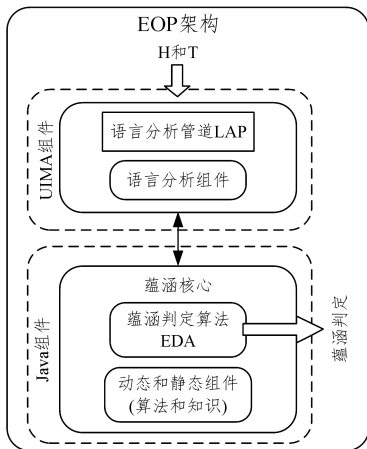 EOP架构
H和T
UIMA组件
语言分析管道LAP
语言分析组件
Java组件
蕴涵核心
蕴涵判定算法
EDA
动态和静态组件
(算法和知识)
蕴涵判定